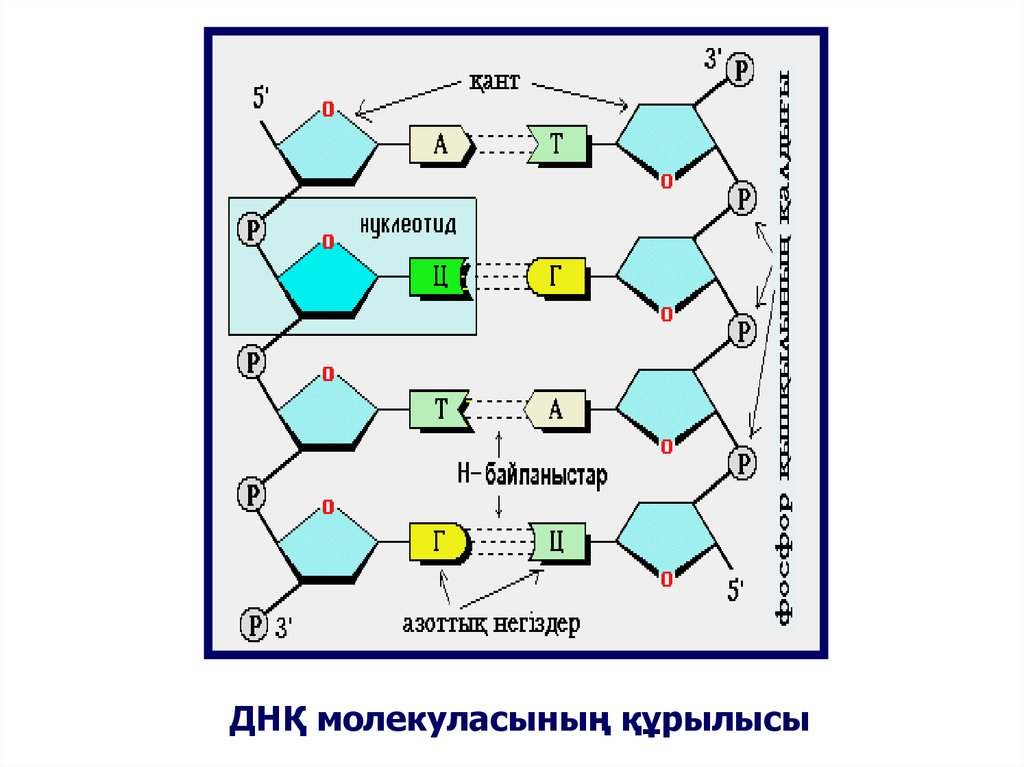 3' P
қант
5'
O
А Т
O
P
P
нуклеотид
O
Ц Г
O
P
P
O
Т А
O
Н-байланыстар
P
P
O
Г Ц
O
5'
P 3'
азоттық негіздер
фосфор қышқылының қалдығы
ДНҚ молекуласының құрылысы